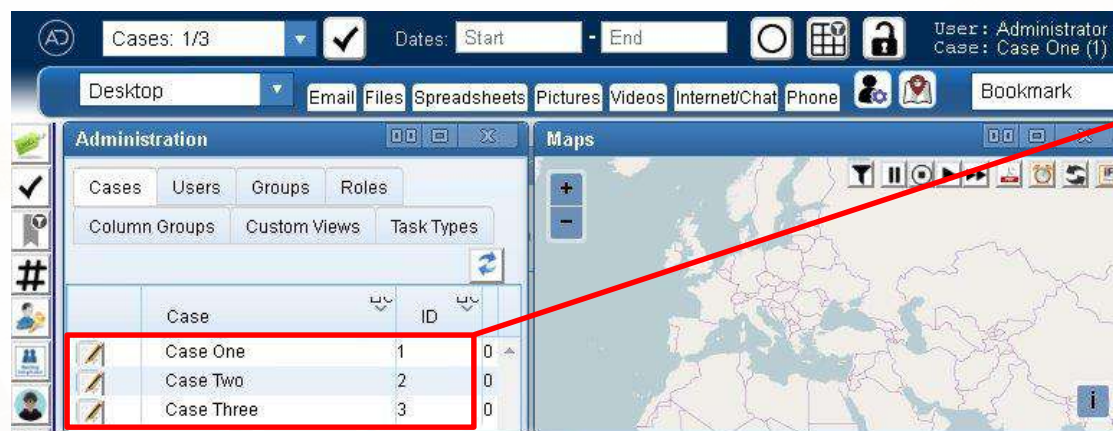 AD Cases: 1/3 Dates: Start - End User: Administrator
Case: Case One (1)
Desktop Email Files Spreadsheets Pictures Videos Internet/Chat Phone Bookmark
Administration
Cases Users Groups Roles
Column Groups Custom Views Task Types
Case ID
Case One 1 0
Case Two 2 0
Case Three 3 0
Maps
+
-
i
#